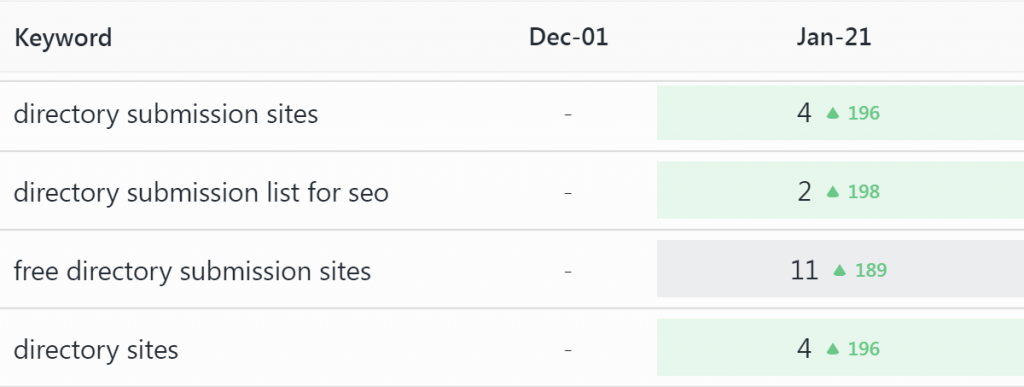 Keyword Dec-01 Jan-21
directory submission sites - 4 ▲ 196
directory submission list for seo - 2 ▲ 198
free directory submission sites - 11 ▲ 189
directory sites - 4 ▲ 196